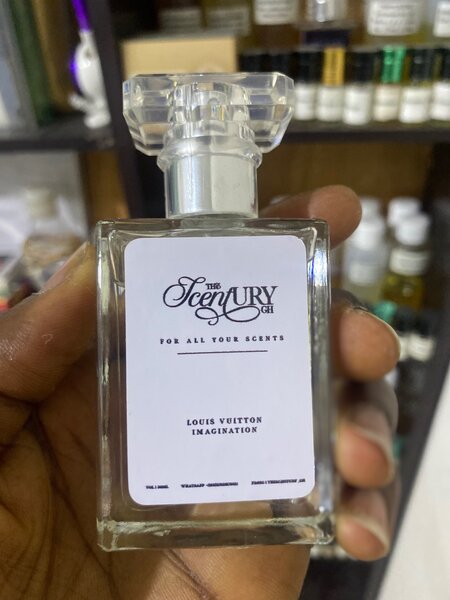 THE
ScentURY
GH
FOR ALL YOUR SCENTS
LOUIS VUITTON
IMAGINATION